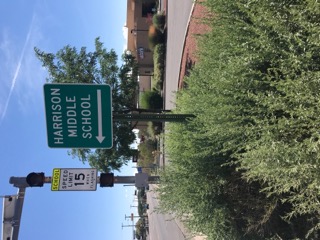 HARRISON
MIDDLE
SCHOOL
SCHOOL
SPEED
LIMIT
15